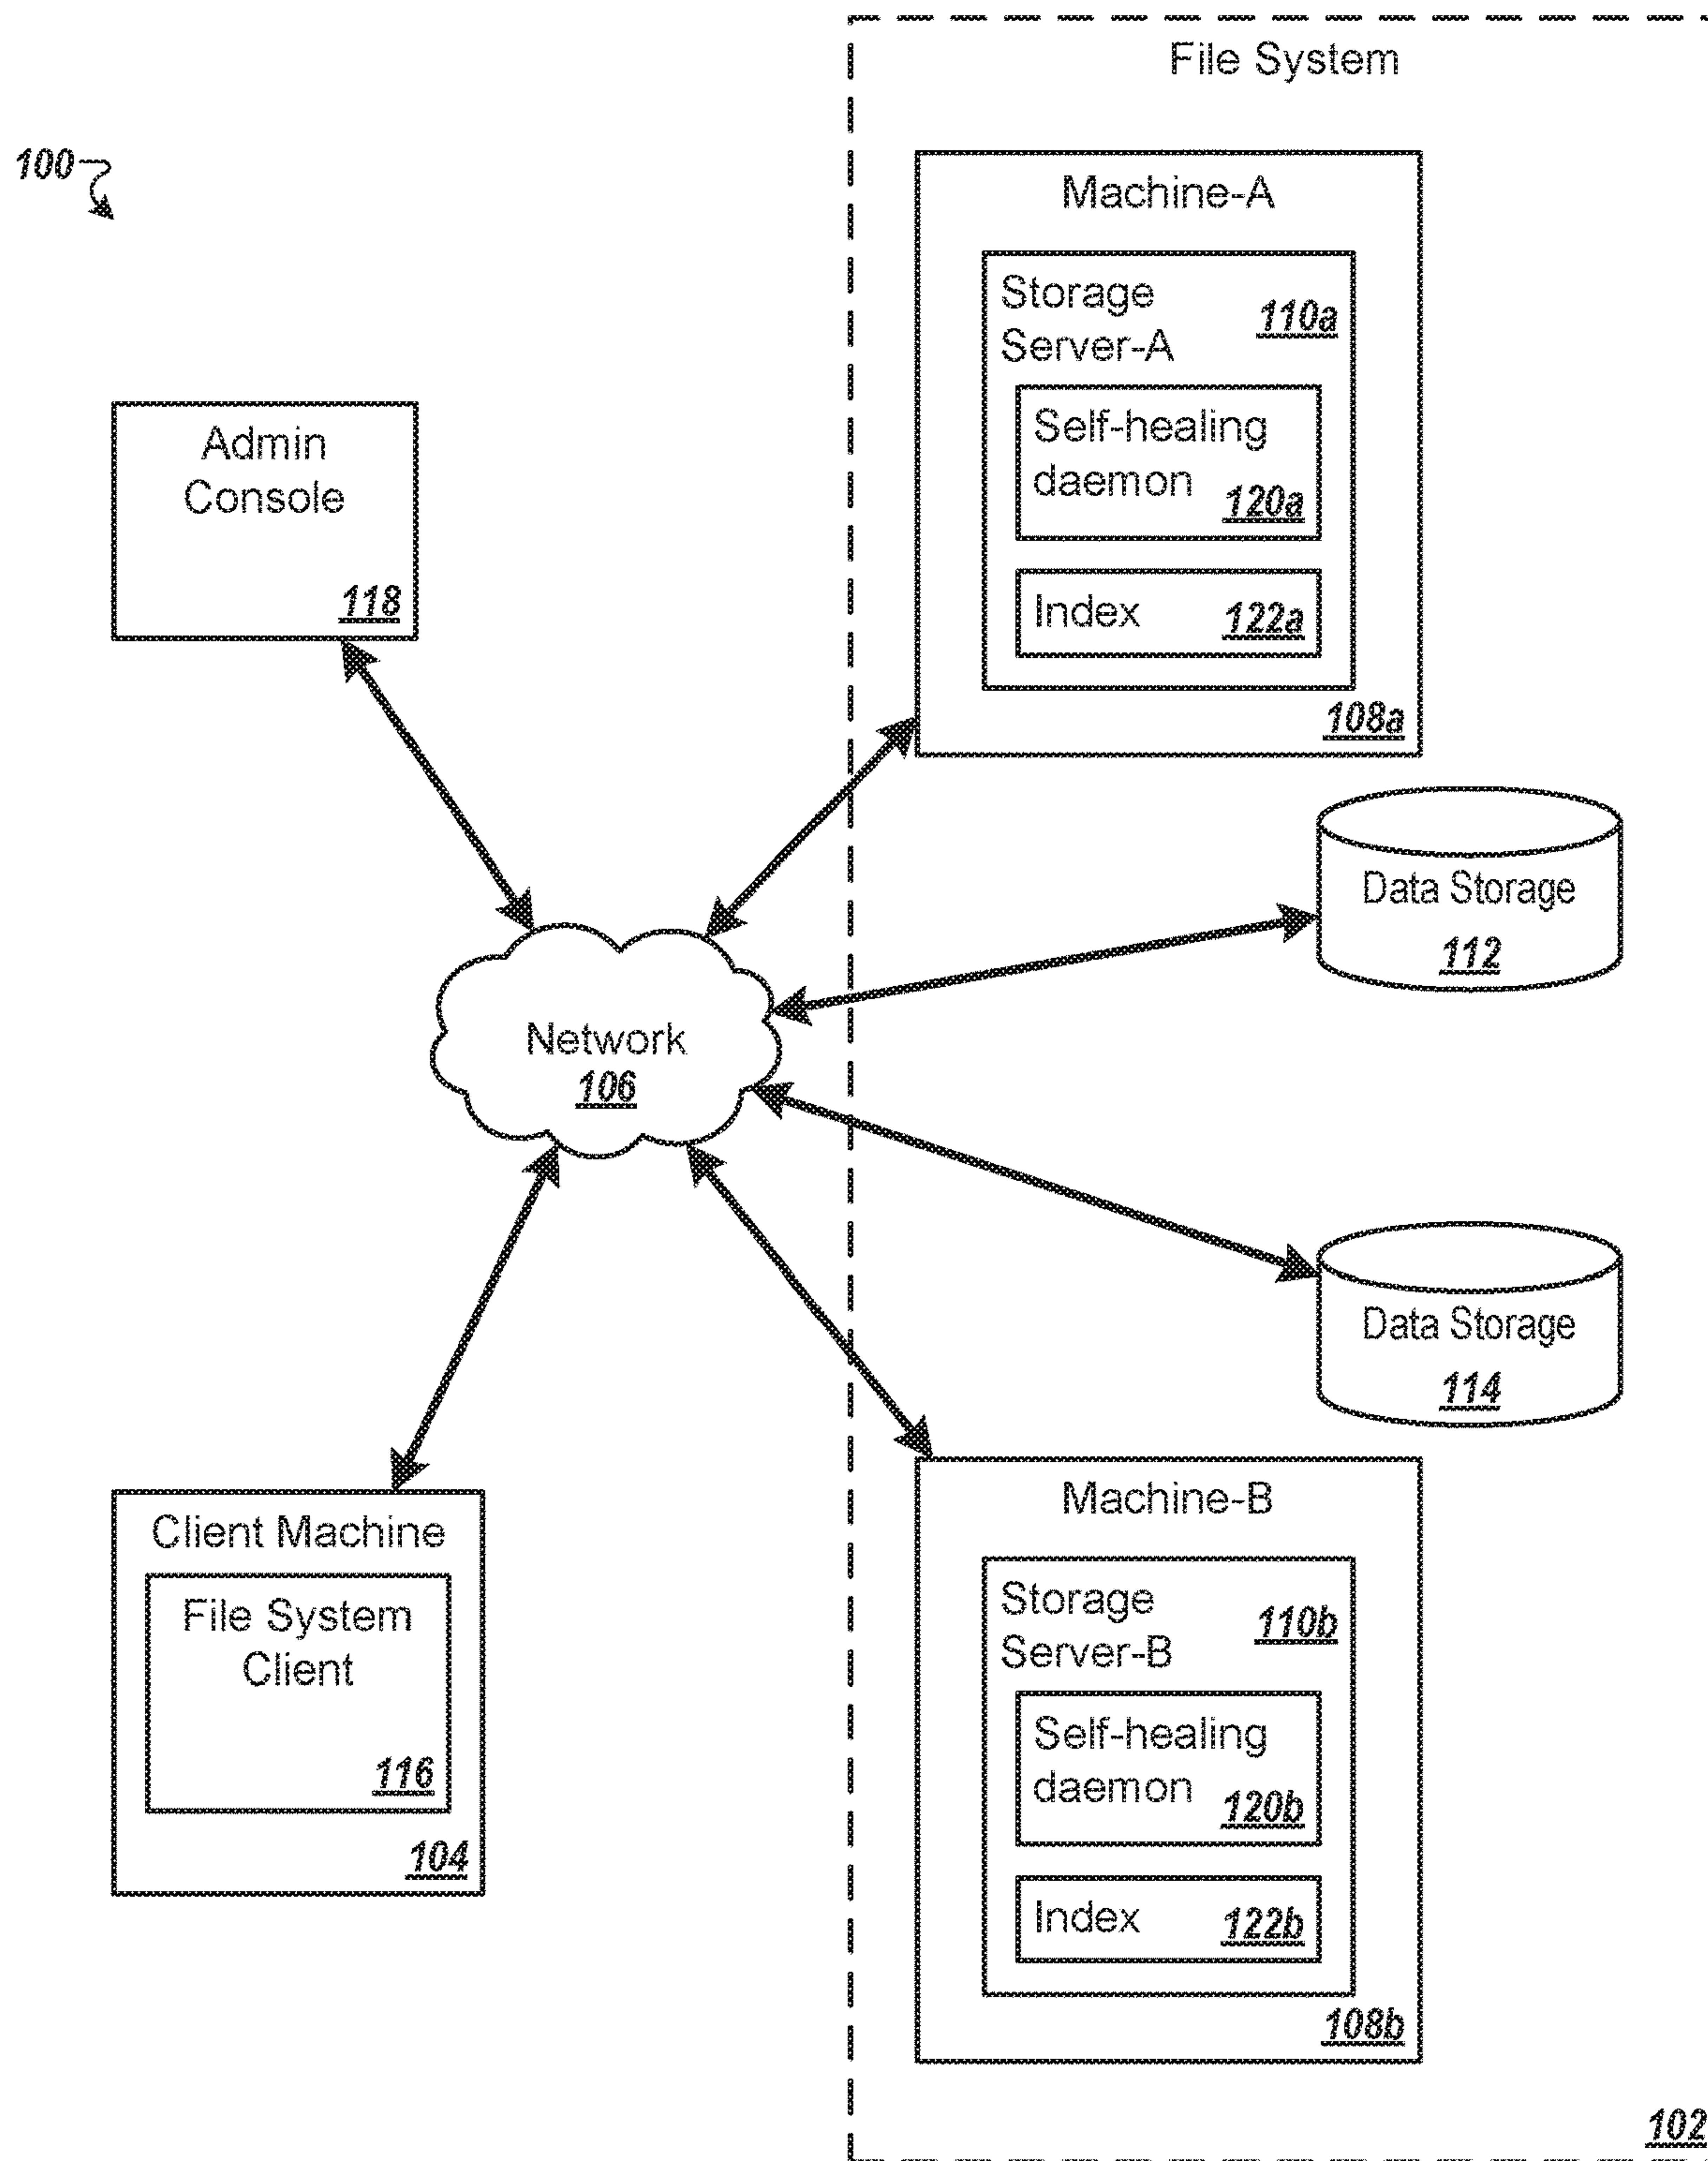 File System
100
Machine-A
Storage
Server-A
110a
Self-healing
daemon
120a
Index
122a
108a
Admin
Console
118
Data Storage
112
Network
106
Data Storage
114
Client Machine
File System
Client
116
104
Machine-B
Storage
Server-B
110b
Self-healing
daemon
120b
Index
122b
108b
102